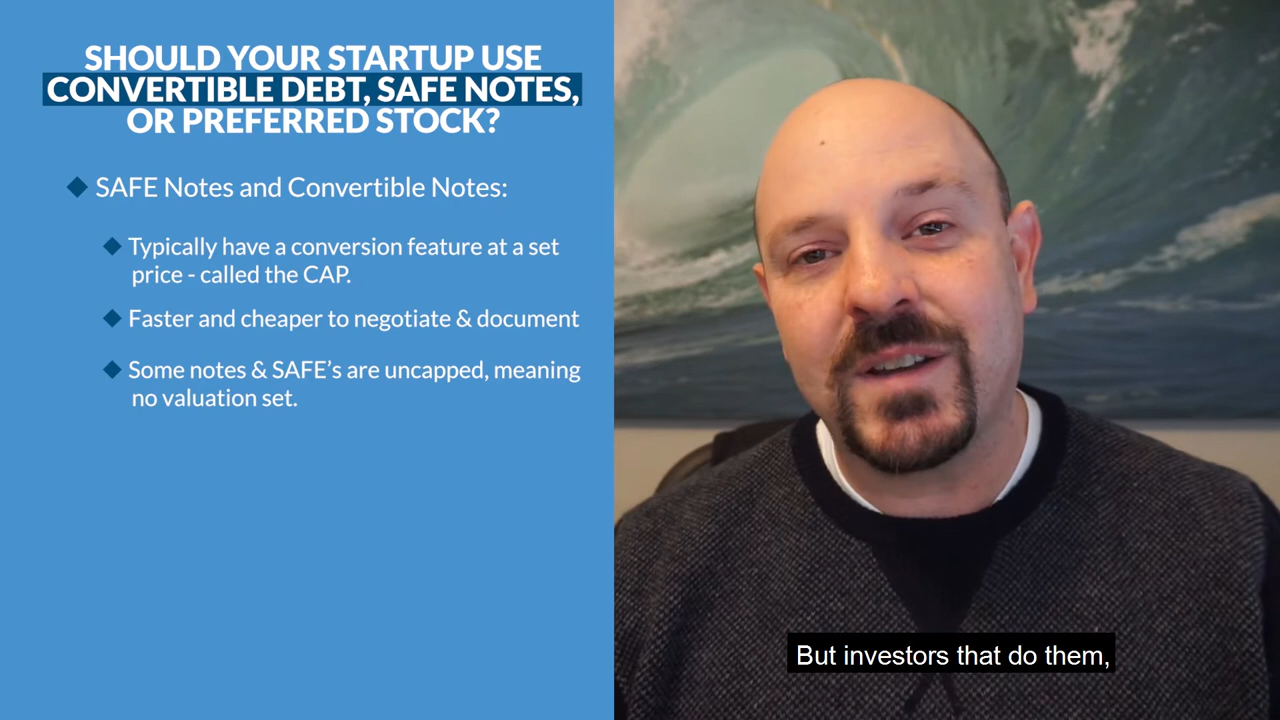 SHOULD YOUR STARTUP USE
CONVERTIBLE DEBT, SAFE NOTES,
OR PREFERRED STOCK?
SAFE Notes and Convertible Notes:
Typically have a conversion feature at a set
price - called the CAP.
Faster and cheaper to negotiate & document
Some notes & SAFE's are uncapped, meaning
no valuation set.
But investors that do them,